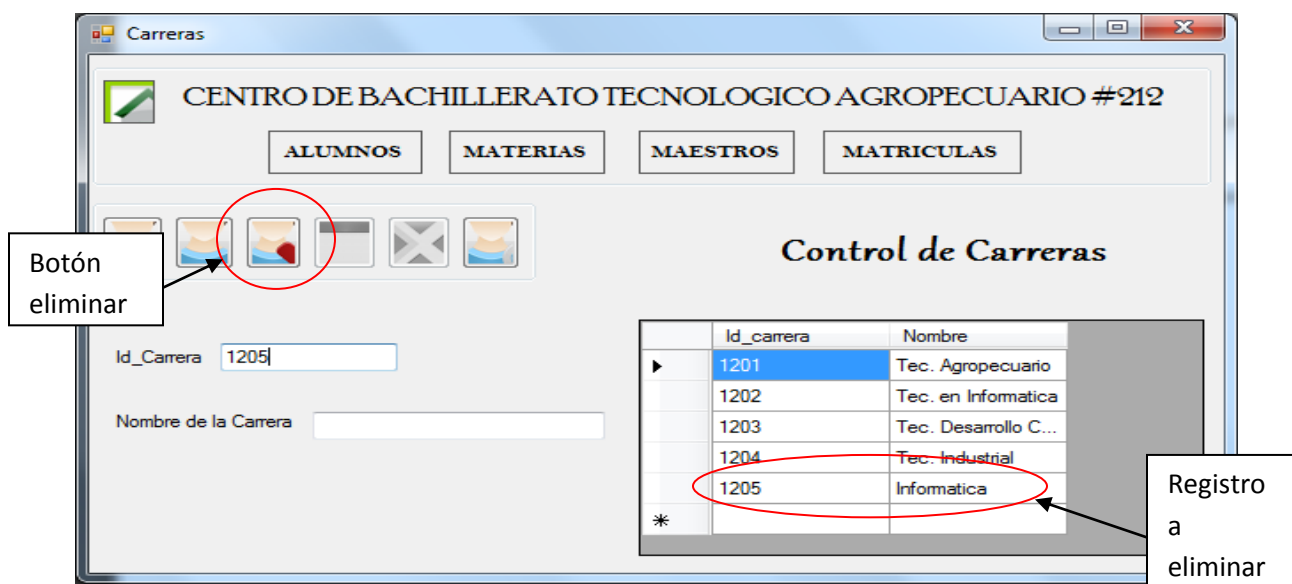 Carreras
CENTRO DE BACHILLERATO TECNOLOGICO AGROPECUARIO #212
ALUMNOS MATERIAS MAESTROS MATRICULAS
Botón
eliminar
Control de Carreras
Id_Carrera 1205
Nombre de la Carrera
Id_carrera Nombre
1201 Tec. Agropecuario
1202 Tec. en Informatica
1203 Tec. Desarrollo C...
1204 Tec. Industrial
1205 Informatica
Registro
a
eliminar